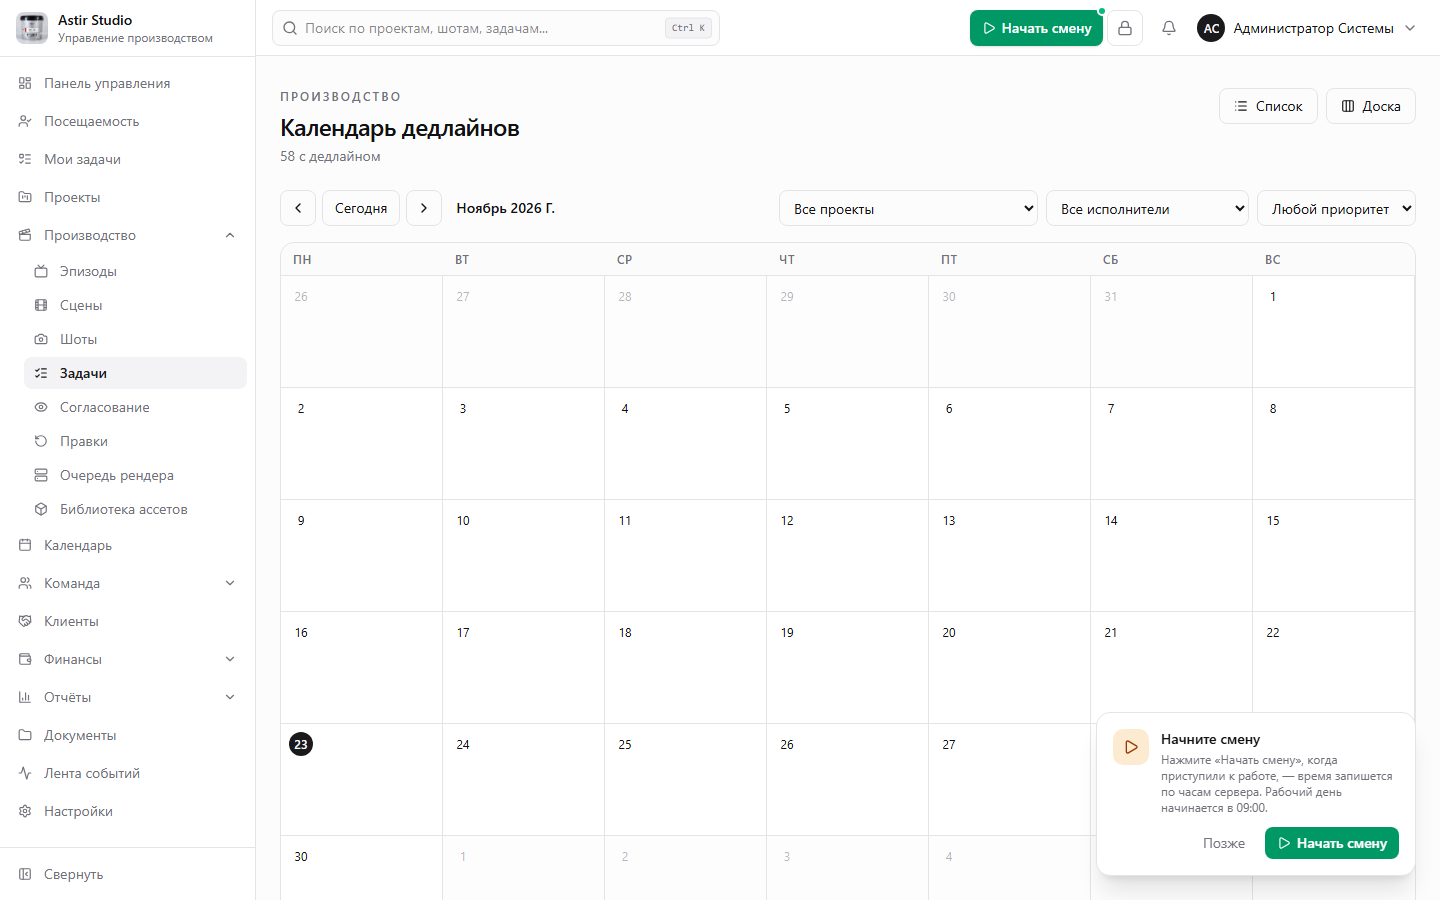 Astir Studio
Управление производством
Поиск по проектам, шотам, задачам...
Ctrl K
Начать смену
АС
Администратор Системы
Панель управления
Посещаемость
Мои задачи
Проекты
Производство
Эпизоды
Сцены
Шоты
Задачи
Согласование
Правки
Очередь рендера
Библиотека ассетов
Календарь
Команда
Клиенты
Финансы
Отчёты
Документы
Лента событий
Настройки
Свернуть
ПРОИЗВОДСТВО
Календарь дедлайнов
58 с дедлайном
Список
Доска
Сегодня
Ноябрь 2026 Г.
Все проекты
Все исполнители
Любой приоритет
ПН ВТ СР ЧТ ПТ СБ ВС
26 27 28 29 30 31 1
2 3 4 5 6 7 8
9 10 11 12 13 14 15
16 17 18 19 20 21 22
23 24 25 26 27
30 1 2 3 4
Начните смену
Нажмите «Начать смену», когда
приступили к работе, — время запишется
по часам сервера. Рабочий день
начинается в 09:00.
Позже
Начать смену